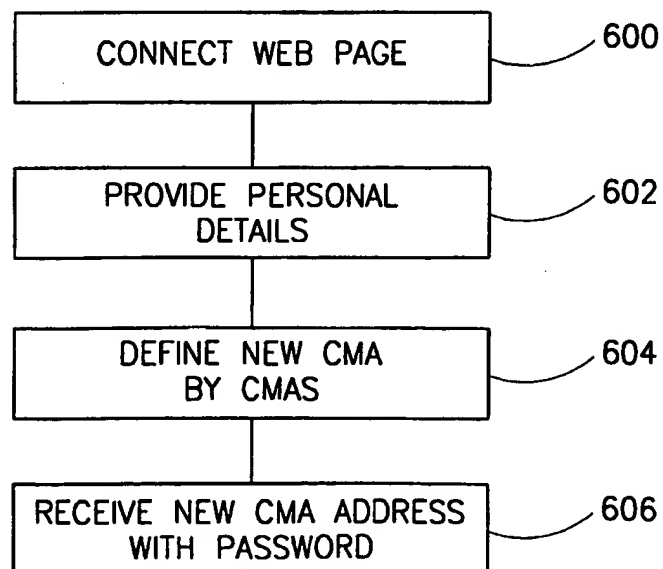 CONNECT WEB PAGE
600
PROVIDE PERSONAL
DETAILS
602
DEFINE NEW CMA
BY CMAS
604
RECEIVE NEW CMA ADDRESS
WITH PASSWORD
606